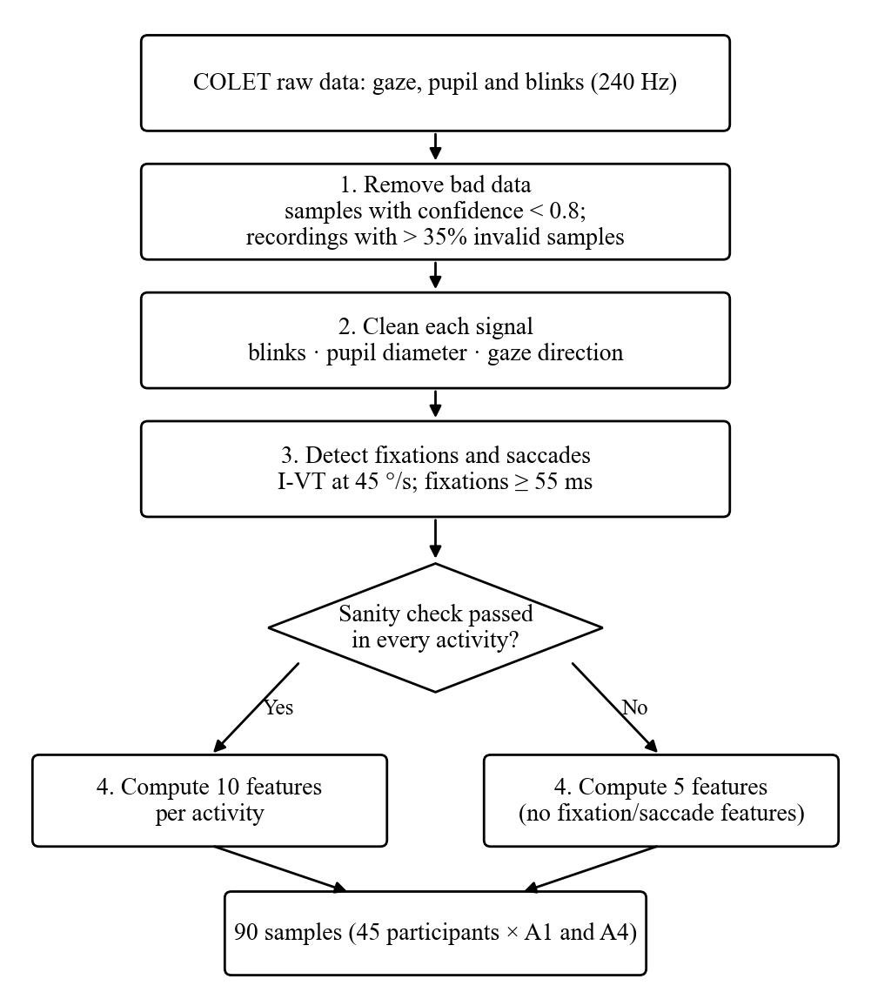 COLET raw data: gaze, pupil and blinks (240 Hz)
1. Remove bad data
samples with confidence < 0.8;
recordings with > 35% invalid samples
2. Clean each signal
blinks · pupil diameter · gaze direction
3. Detect fixations and saccades
I-VT at 45 °/s; fixations ≥ 55 ms
Sanity check passed
in every activity?
Yes
No
4. Compute 10 features
per activity
4. Compute 5 features
(no fixation/saccade features)
90 samples (45 participants × A1 and A4)